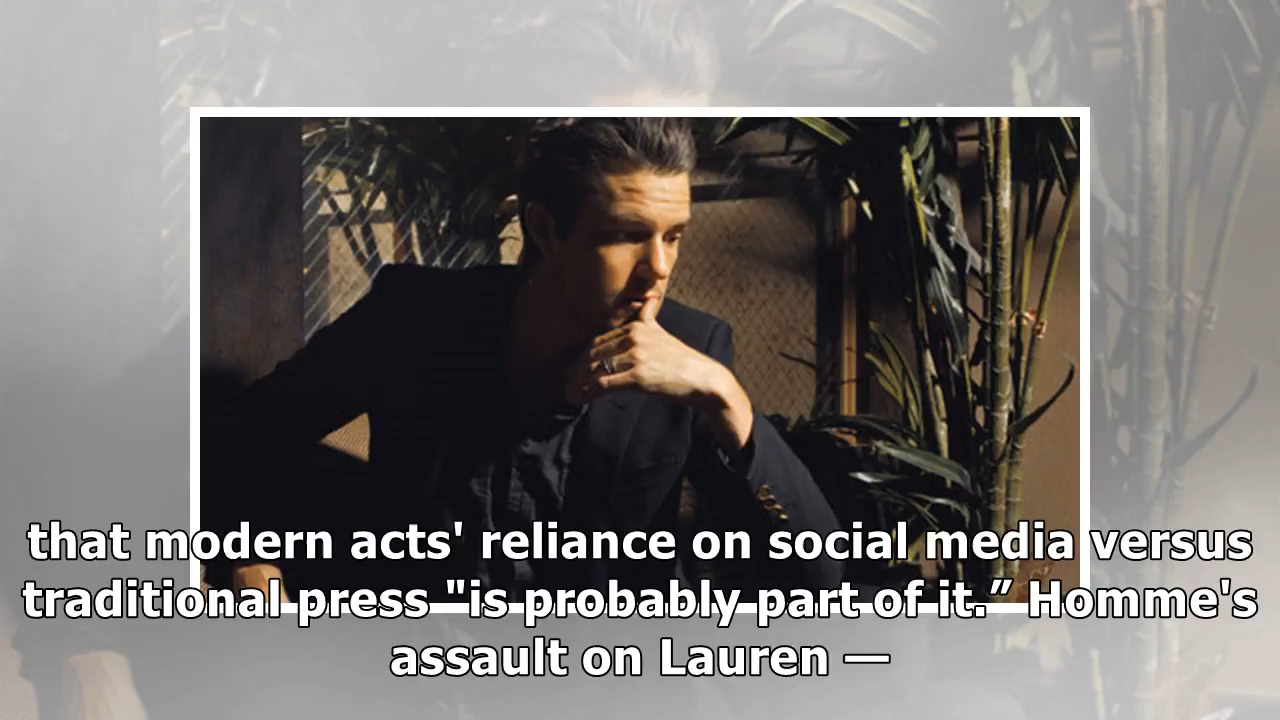 that modern acts' reliance on social media versus
traditional press "is probably part of it.” Homme's
assault on Lauren —